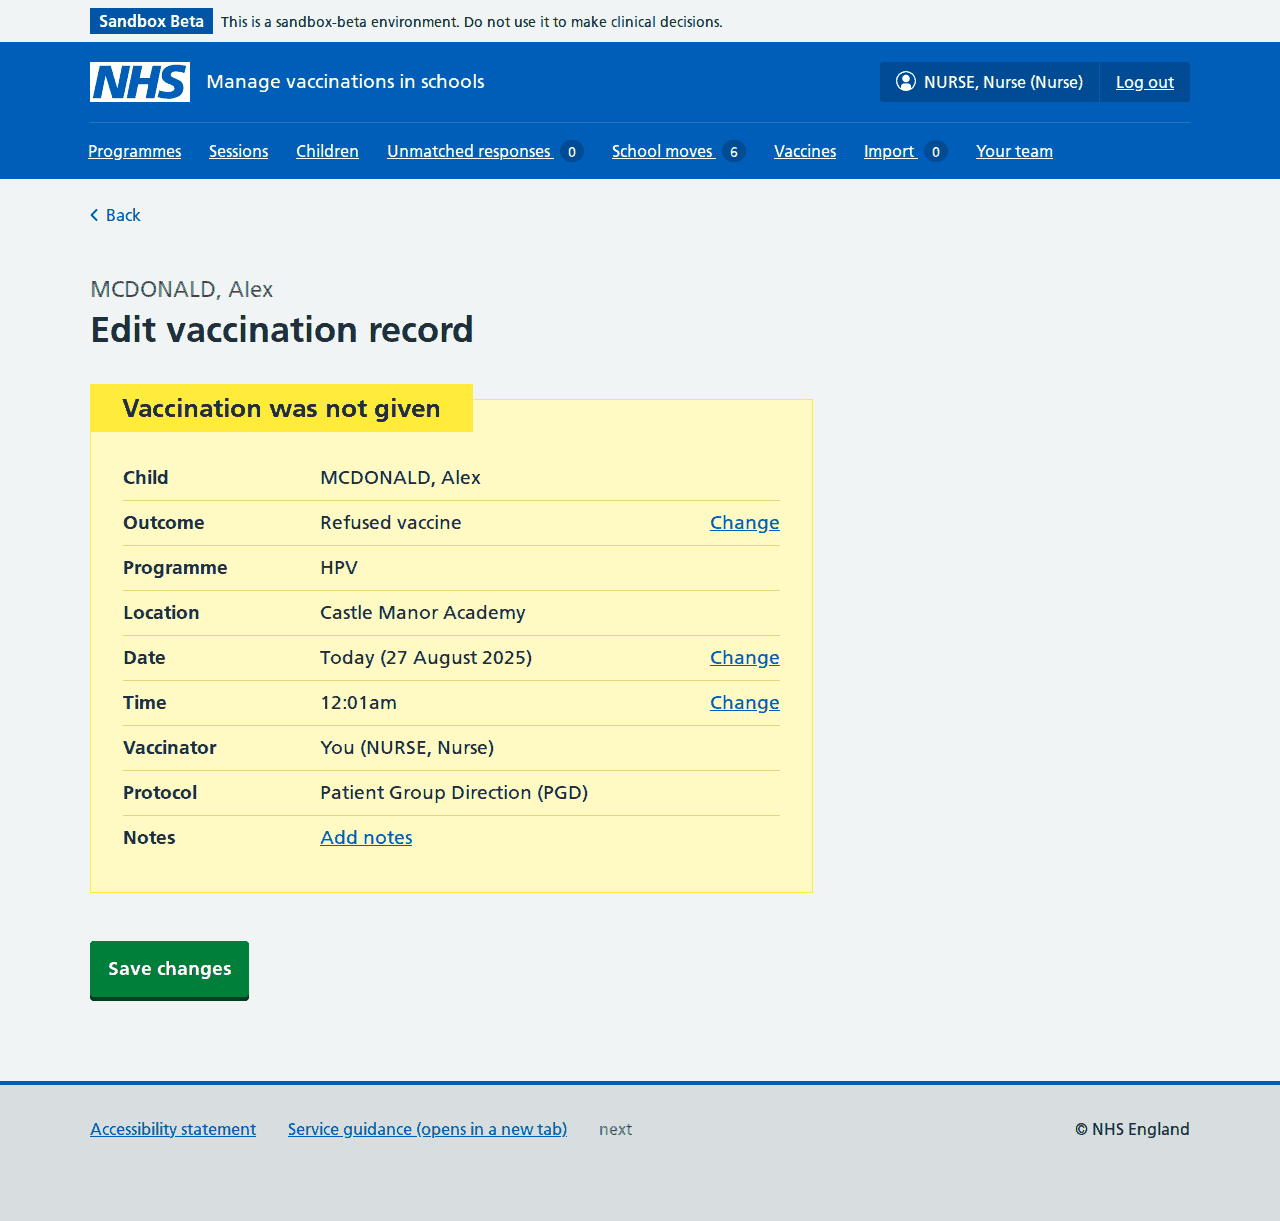 Sandbox Beta This is a sandbox-beta environment. Do not use it to make clinical decisions.
NHS Manage vaccinations in schools NURSE, Nurse (Nurse) Log out
Programmes Sessions Children Unmatched responses 0 School moves 6 Vaccines Import 0 Your team
Back
MCDONALD, Alex
Edit vaccination record
Vaccination was not given
Child MCDONALD, Alex
Outcome Refused vaccine Change
Programme HPV
Location Castle Manor Academy
Date Today (27 August 2025) Change
Time 12:01am Change
Vaccinator You (NURSE, Nurse)
Protocol Patient Group Direction (PGD)
Notes Add notes
Save changes
Accessibility statement Service guidance (opens in a new tab) next © NHS England